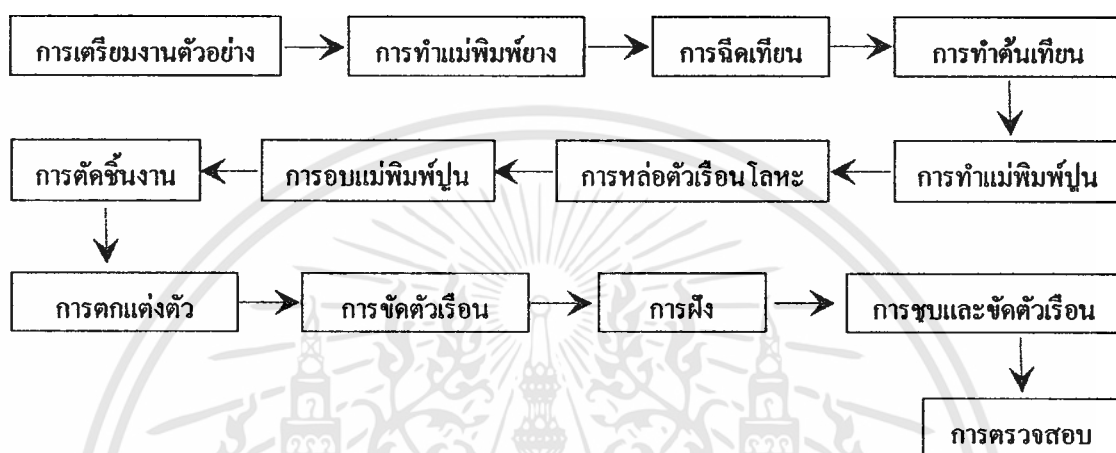 การเตรียมงานตัวอย่าง
การทำแม่พิมพ์ยาง
การฉีดเทียน
การทำต้นเทียน
การทำแม่พิมพ์ปูน
การหล่อตัวเรือนโลหะ
การอบแม่พิมพ์ปูน
การตัดชิ้นงาน
การตกแต่งตัว
การขัดตัวเรือน
การฝัง
การชุบและขัดตัวเรือน
การตรวจสอบ